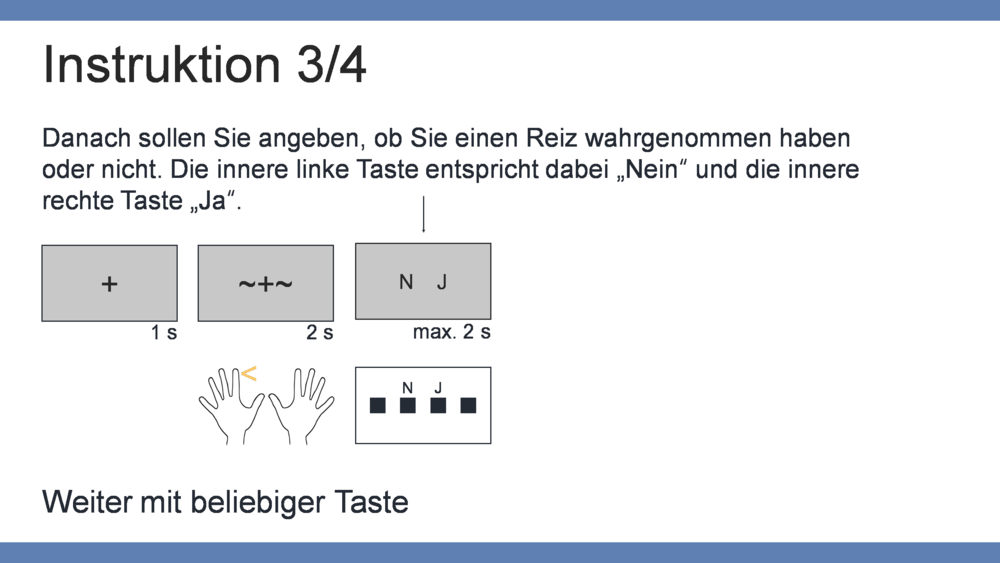 Instruktion 3/4
Danach sollen Sie angeben, ob Sie einen Reiz wahrgenommen haben
oder nicht. Die innere linke Taste entspricht dabei „Nein“ und die innere
rechte Taste „Ja“.
+
~+~
N J
1 s
2 s
max. 2 s
<
N J
Weiter mit beliebiger Taste